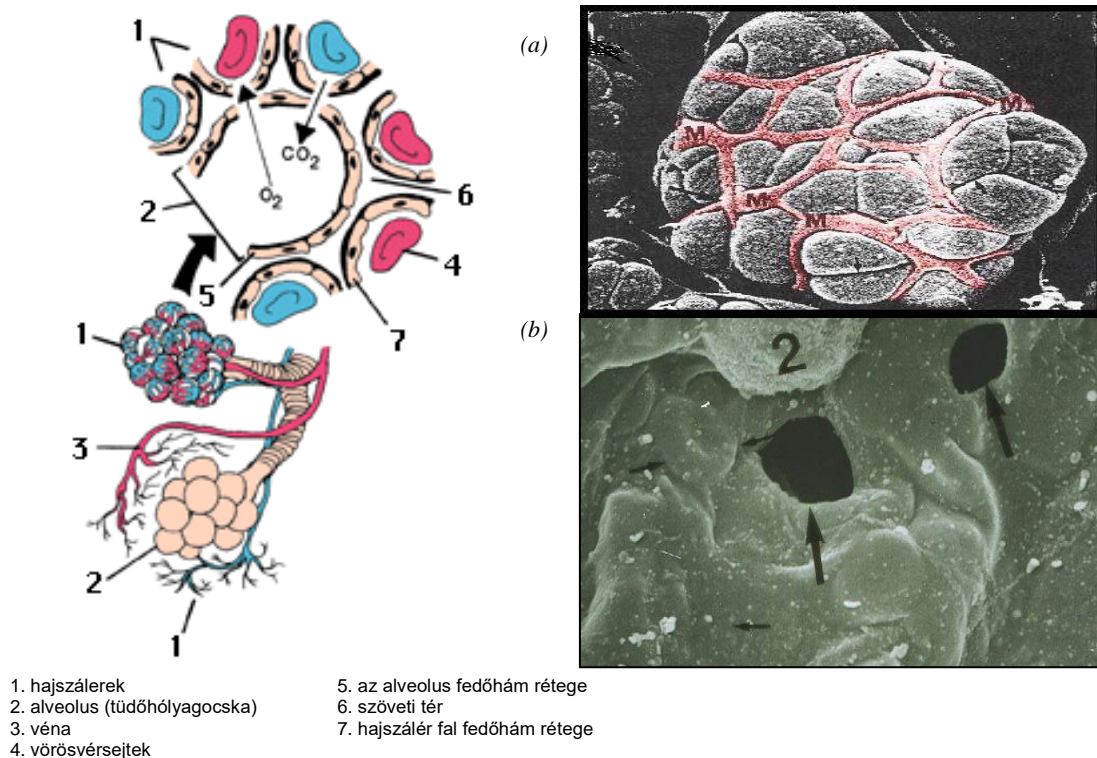 1
(a)
CO2
O2
2
6
4
5
7
1
(b)
3
2
1
M
M
M
M
2
1. hajszálerek
2. alveolus (tüdőhólyagocska)
3. véna
4. vörösvérsejtek
5. az alveolus fedőhám rétege
6. szöveti tér
7. hajszálér fal fedőhám rétege